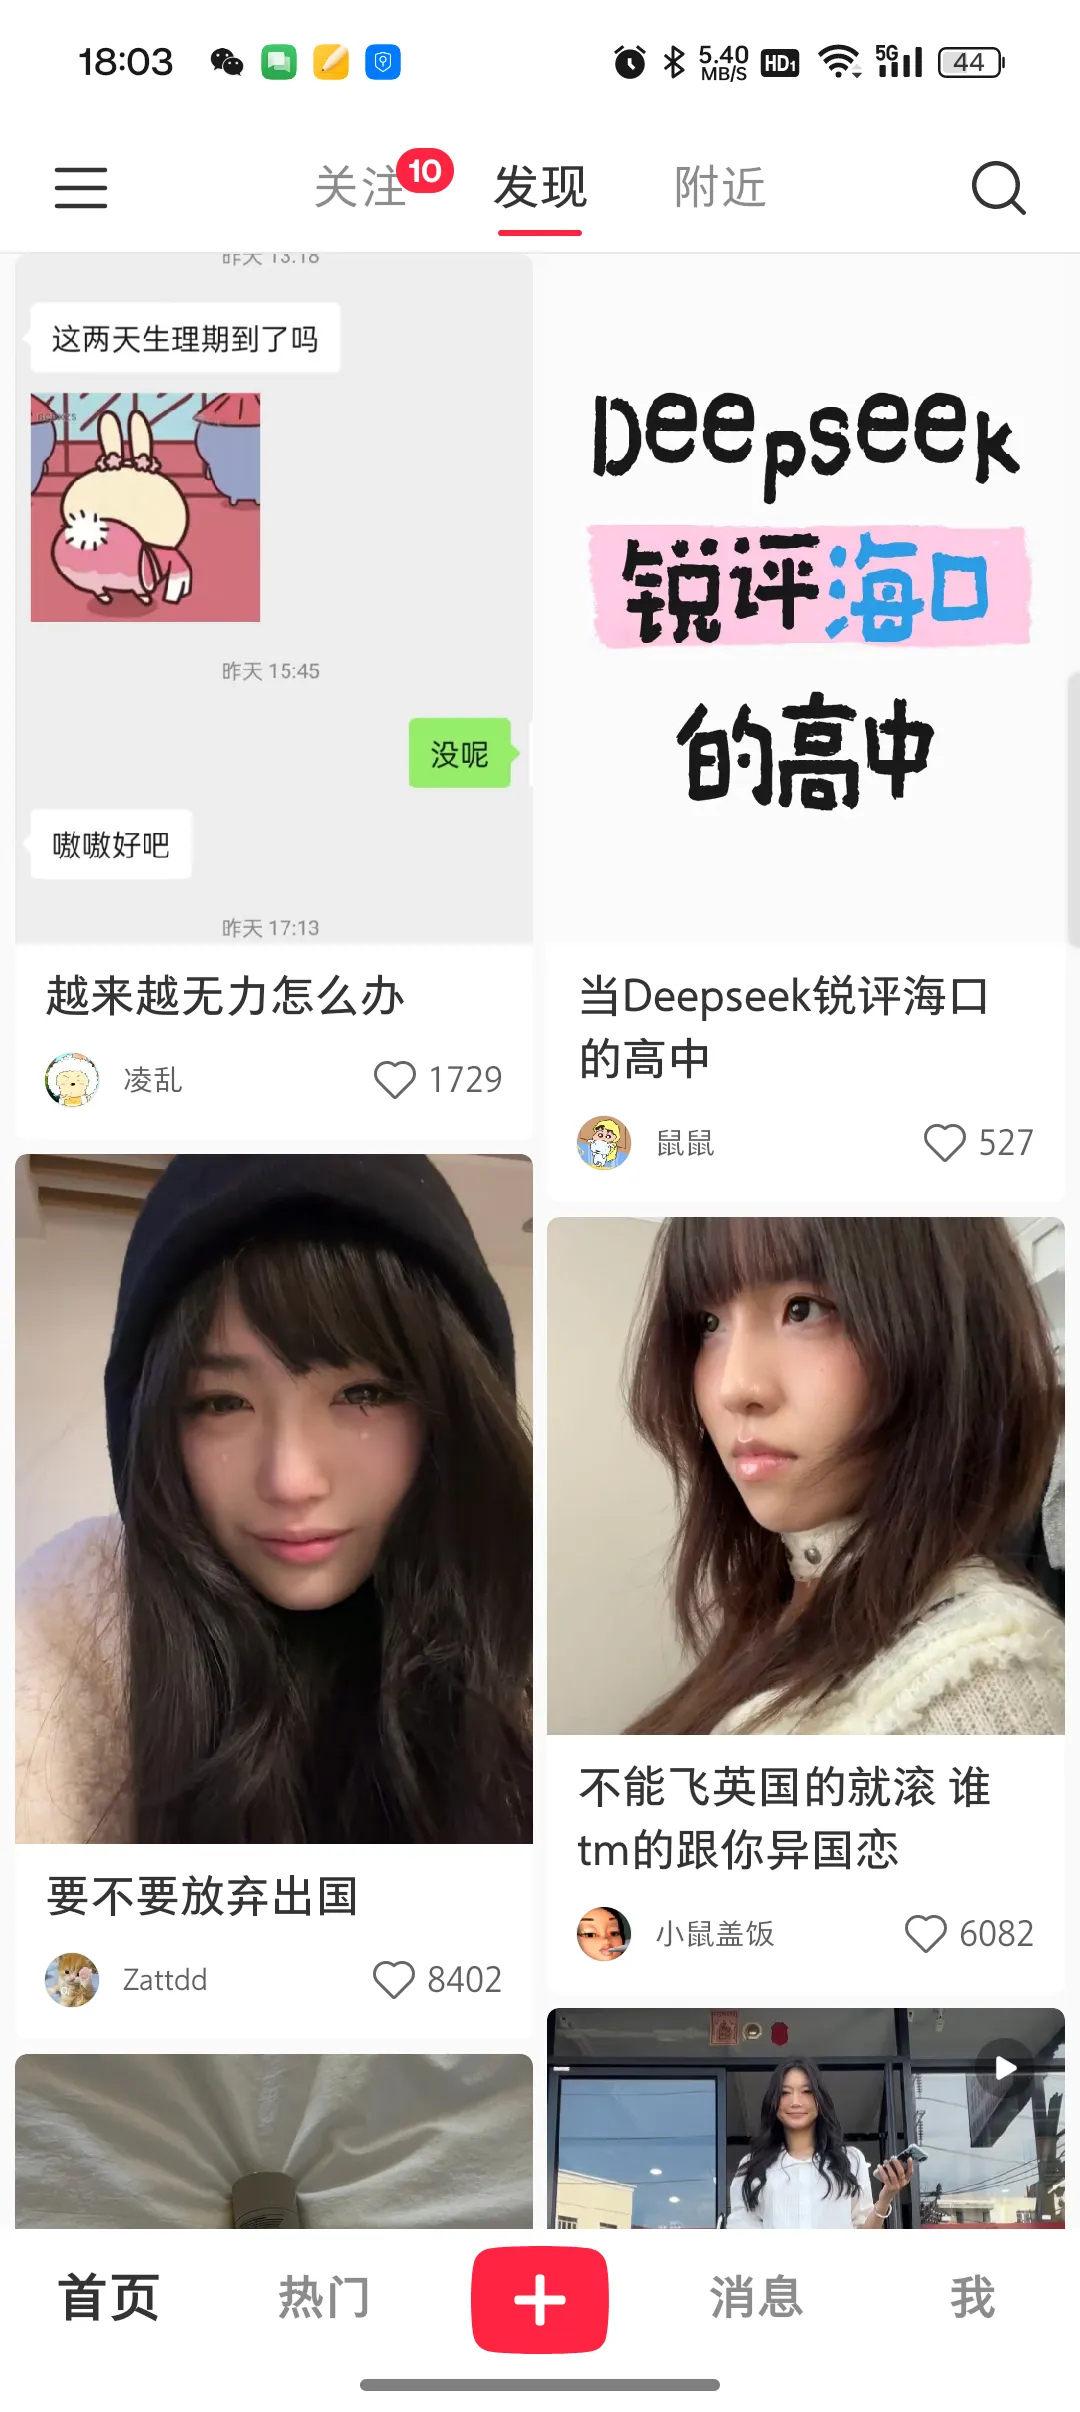 18:03
5.40
MB/S
HD1
5G
44
关注
10
发现
附近
昨天 13:18
这两天生理期到了吗
昨天 15:45
没呢
嗷嗷好吧
昨天 17:13
越来越无力怎么办
凌乱
1729
Deepseek
锐评海口
的高中
当Deepseek锐评海口
的高中
鼠鼠
527
要不要放弃出国
Zattdd
8402
不能飞英国的就滚 谁
tm的跟你异国恋
小鼠盖饭
6082
首页
热门
消息
我